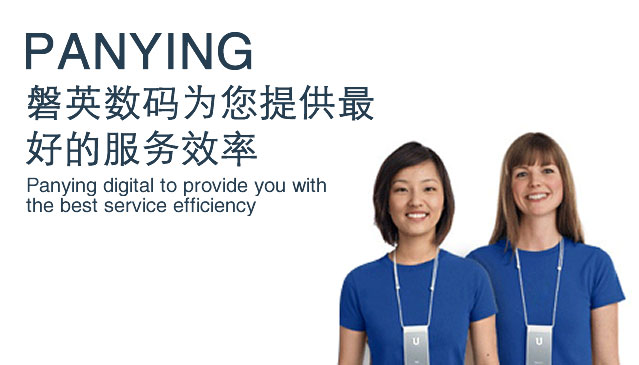 PANYING
磐英数码为您提供最
好的服务效率
Panying digital to provide you with
the best service efficiency
U
U